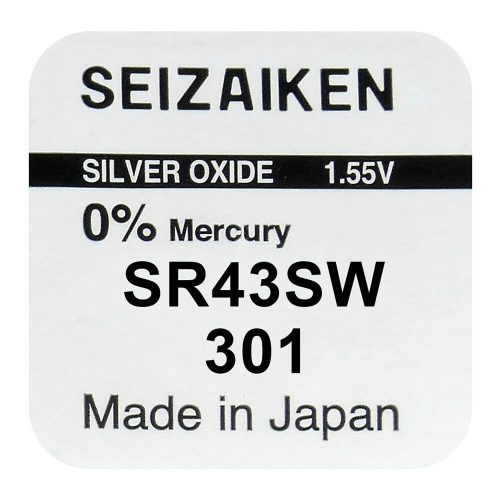 SEIZAIKEN
SILVER OXIDE 1.55V
0% Mercury
SR43SW
301
Made in Japan